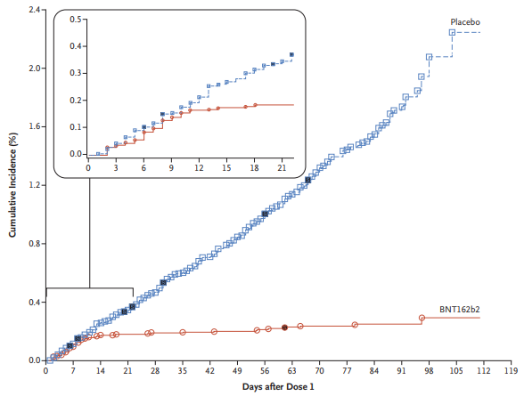 2.4
2.0
1.6
1.2
0.8
0.4
0.0
Cumulative Incidence (%)
0.5
0.4
0.3
0.2
0.1
0.0
0 3 6 9 12 15 18 21
Placebo
BNT162b2
0 7 14 21 28 35 42 49 56 63 70 77 84 91 98 105 112 119
Days after Dose 1